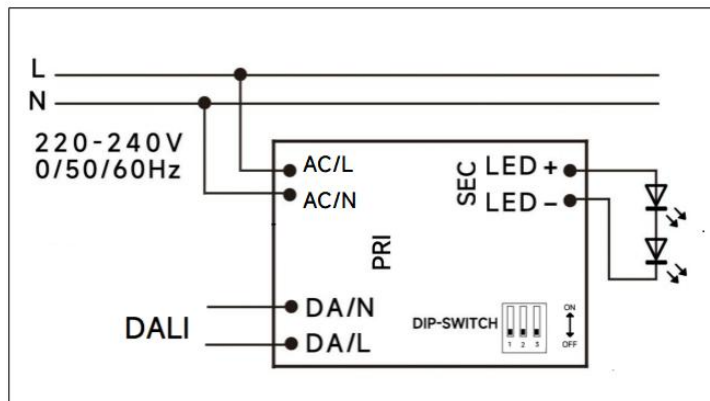 L
N
220-240V
0/50/60Hz
AC/L
AC/N
PRI
SEC
LED +
LED -
DALI
DA/N
DA/L
DIP-SWITCH
1 2 3
ON
OFF